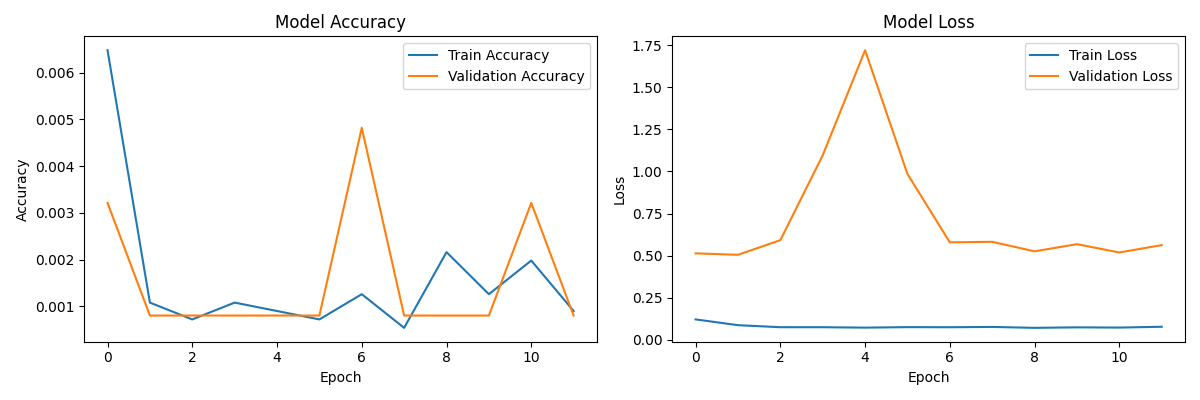 Model Accuracy
Train Accuracy
Validation Accuracy
Accuracy
0.006
0.005
0.004
0.003
0.002
0.001
0 2 4 6 8 10
Epoch
Model Loss
Train Loss
Validation Loss
Loss
1.75
1.50
1.25
1.00
0.75
0.50
0.25
0.00
0 2 4 6 8 10
Epoch